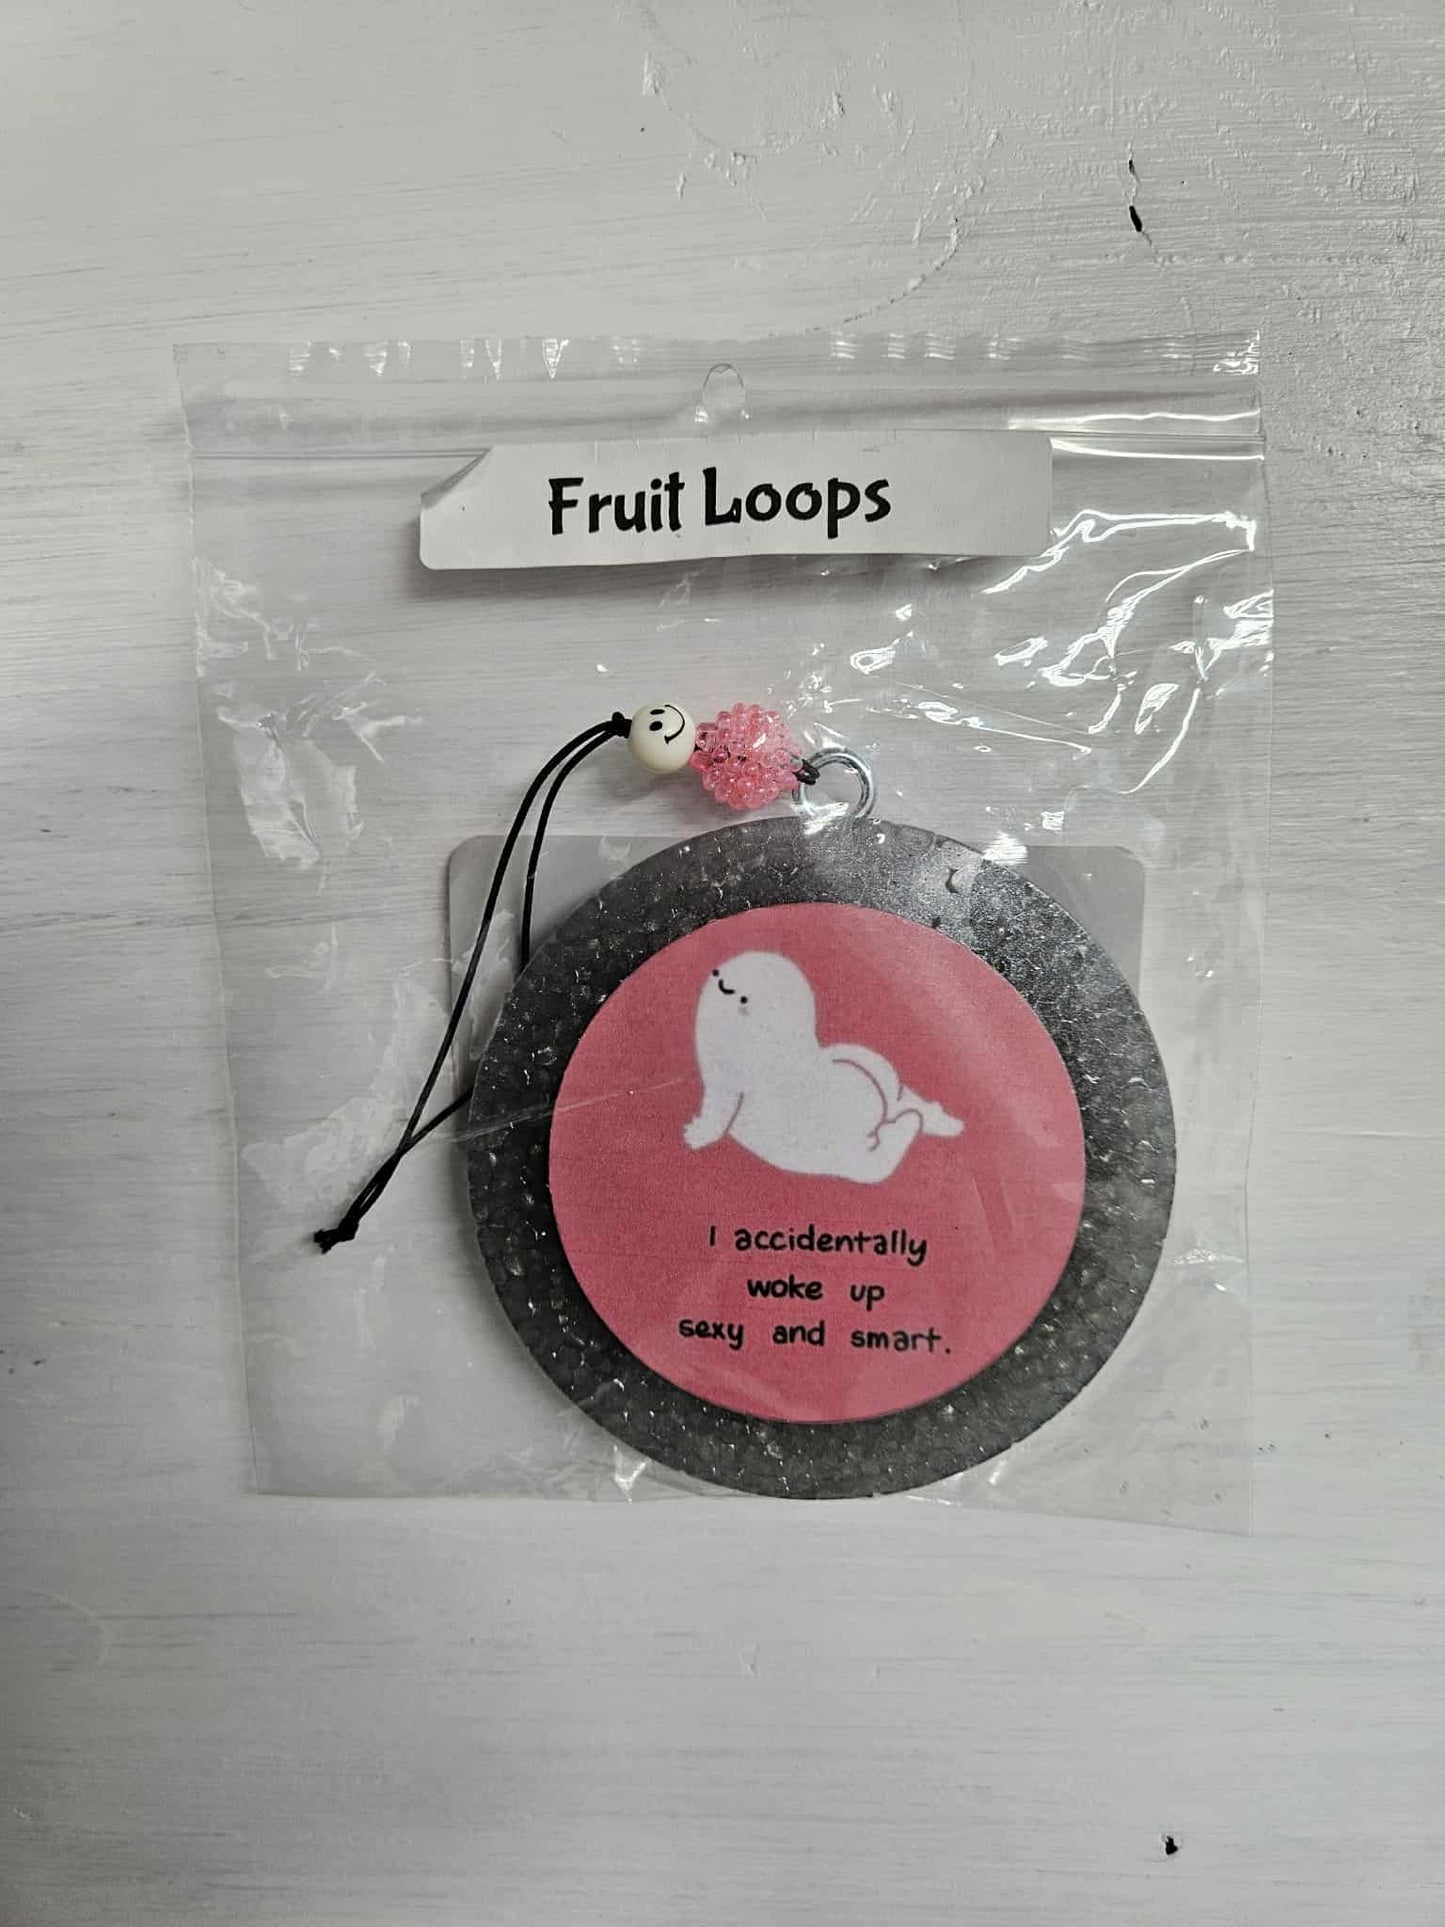 Fruit Loops
I accidentally
woke up
sexy and smart.